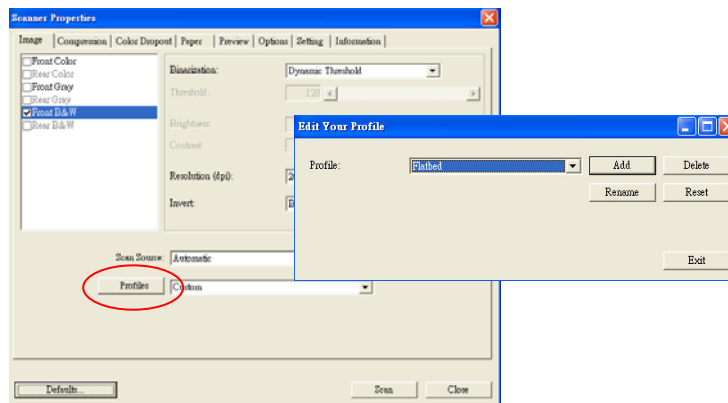 Scanner Properties
Image Compression Color Dropout Paper Preview Options Setting Information
Front Color
Rear Color
Front Gray
Rear Gray
Front B&W
Rear B&W
Binarization: Dynamic Threshold
Threshold: 128
Brightness:
Contrast:
Resolution (dpi):
Invert:
Scan Source: Automatic
Profiles Custom
Defaults... Scan Close
Edit Your Profile
Profile: Flatbed Add Delete
Rename Reset
Exit